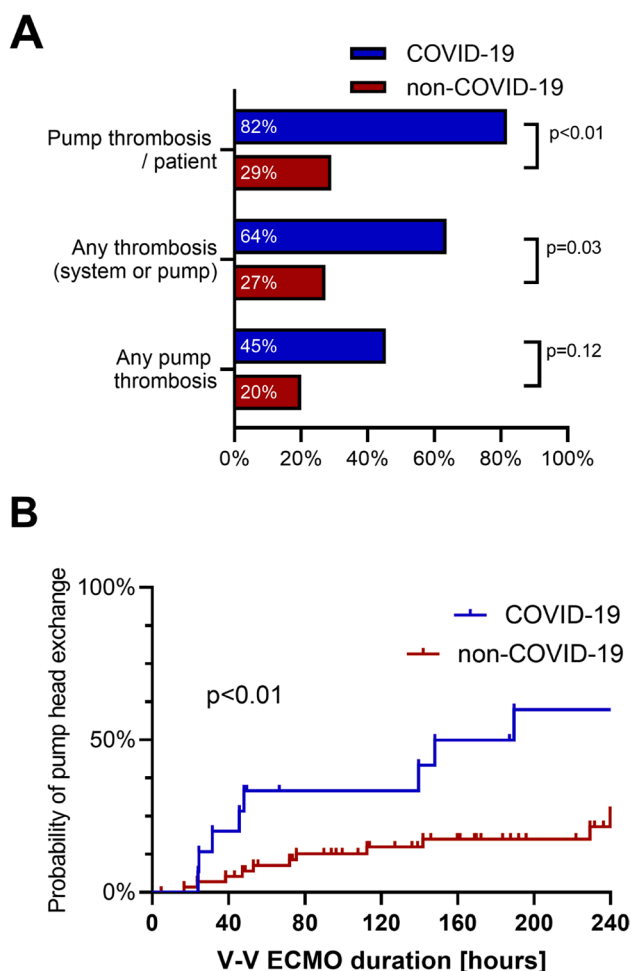 A
COVID-19
non-COVID-19
Pump thrombosis
/ patient
82%
29%
p<0.01
Any thrombosis
(system or pump)
64%
27%
p=0.03
Any pump
thrombosis
45%
20%
p=0.12
0% 20% 40% 60% 80% 100%
B
Probability of pump head exchange
100%
50%
0%
COVID-19
non-COVID-19
p<0.01
0 40 80 120 160 200 240
V-V ECMO duration [hours]